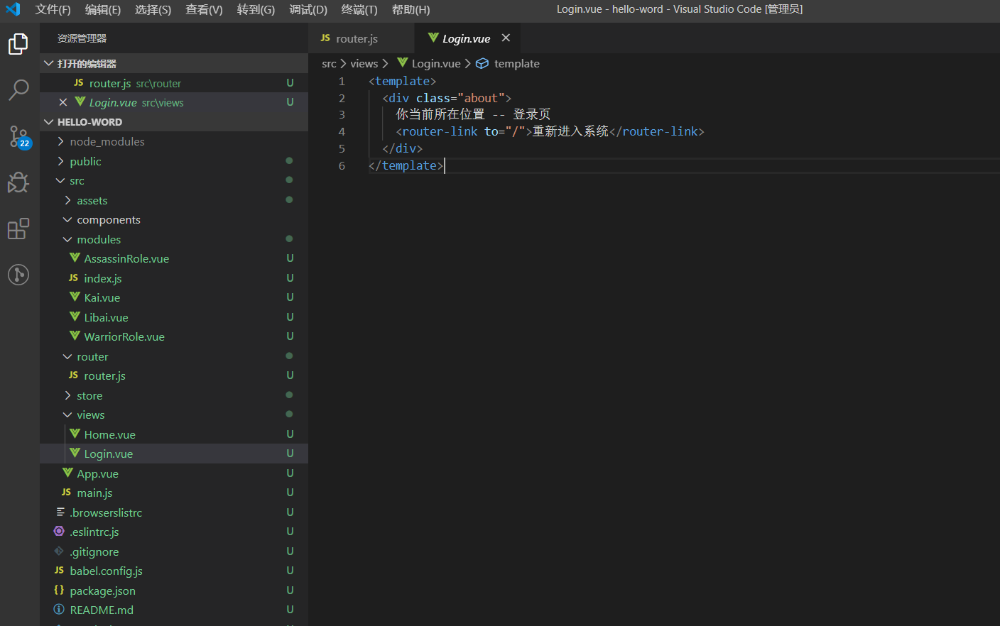 文件(F) 编辑(E) 选择(S) 查看(V) 转到(G) 调试(D) 终端(T) 帮助(H) Login.vue - hello-word - Visual Studio Code [管理员]
资源管理器
打开的编辑器
JS router.js src\router U
Login.vue src\views U
HELLO-WORD
node_modules
public
src
assets
components
modules
AssassinRole.vue U
JS index.js U
Kai.vue U
Libai.vue U
WarriorRole.vue U
router
JS router.js U
store
views
Home.vue U
Login.vue U
App.vue U
JS main.js U
.browserslistrc U
.eslintrc.js U
.gitignore U
JS babel.config.js U
{} package.json U
README.md U
22
JS router.js Login.vue
src > views > Login.vue > template
1 <template>
2 <div class="about">
3 你当前所在位置 -- 登录页
4 <router-link to="/">重新进入系统</router-link>
5 </div>
6 </template>